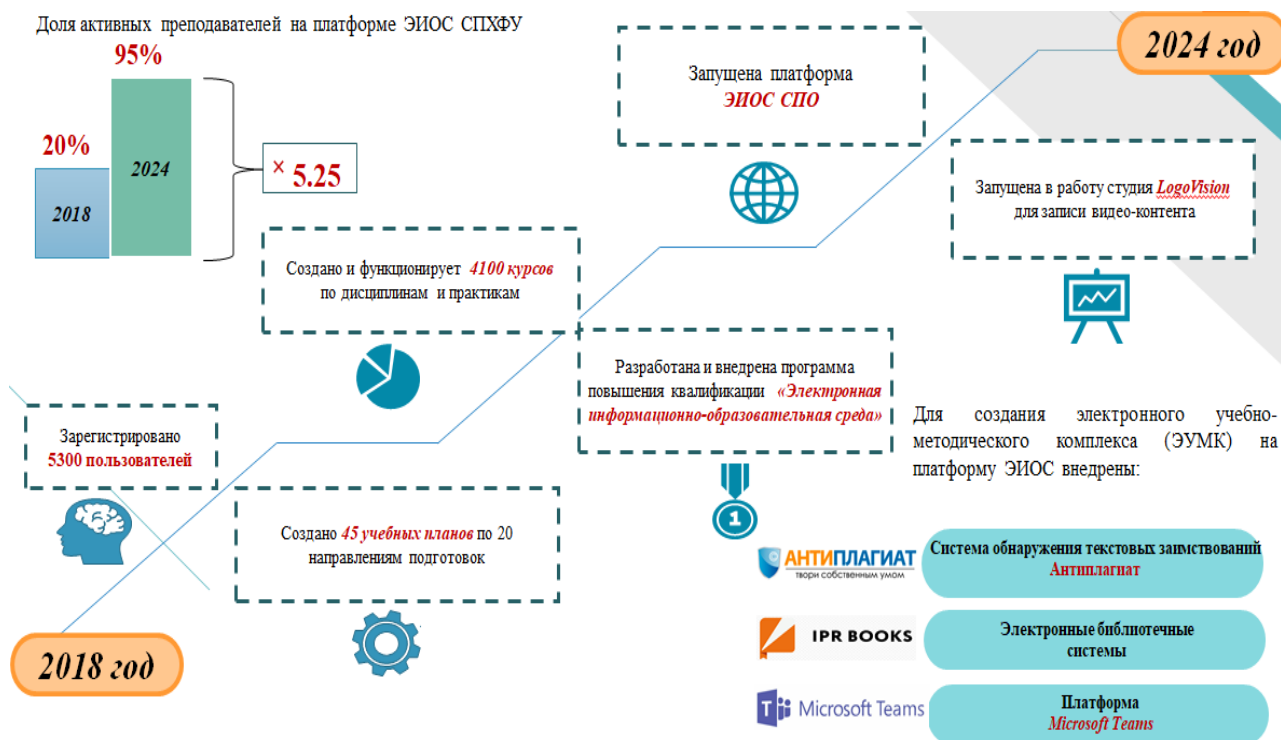 Доля активных преподавателей на платформе ЭИОС СПХФУ
95%
20%
2024
2018
× 5.25
2024 год
Запущена платформа
ЭИОС СПО
Запущена в работу студия LogoVision
для записи видео-контента
Создано и функционирует 4100 курсов
по дисциплинам и практикам
Разработана и внедрена программа
повышения квалификации «Электронная
информационно-образовательная среда»
Зарегистрировано
5300 пользователей
Создано 45 учебных планов по 20
направлениям подготовок
1
2018 год
Для создания электронного учебно-
методического комплекса (ЭУМК) на
платформу ЭИОС внедрены:
АНТИПЛАГИАТ
твори собственным умом
Система обнаружения текстовых заимствований
Антиплагиат
IPR BOOKS
Электронные библиотечные
системы
Microsoft Teams
Платформа
Microsoft Teams